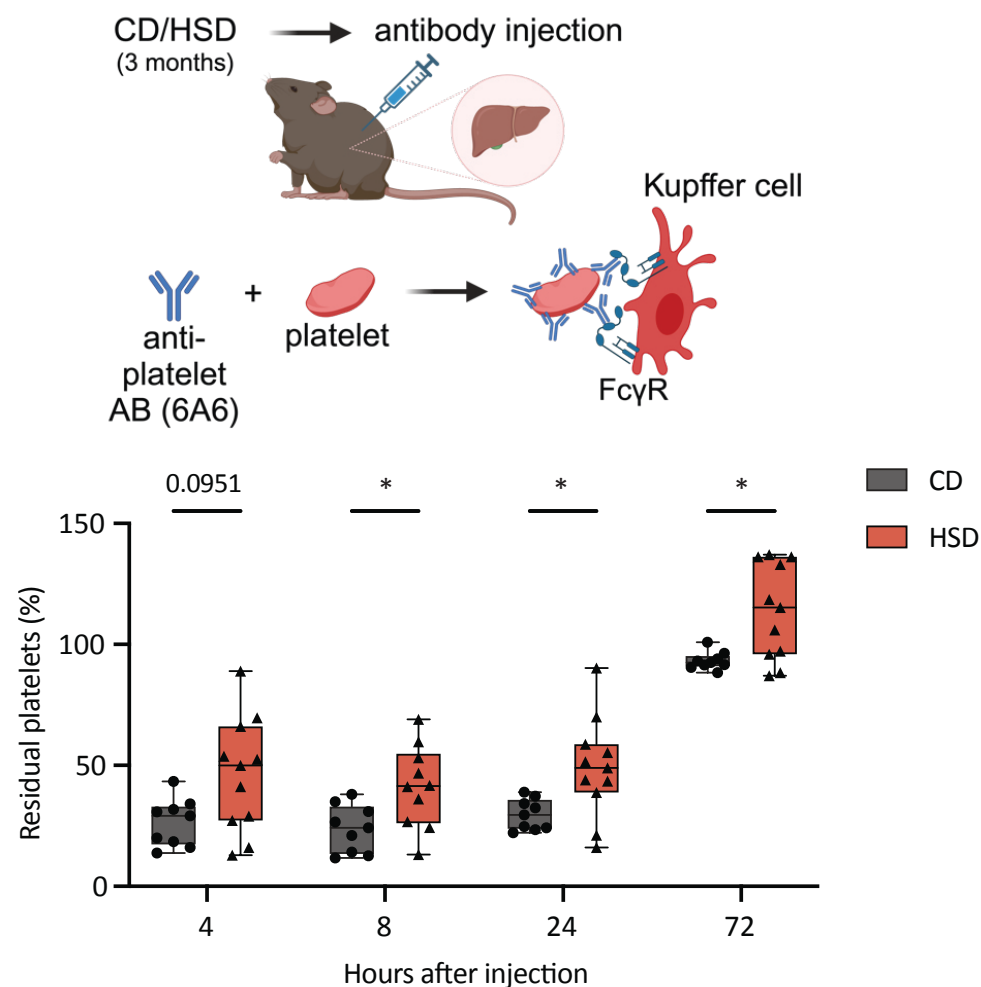 CD/HSD
(3 months)
antibody injection
Kupffer cell
+
anti-
platelet
AB (6A6)
platelet
FcγR
0.0951
*
*
*
CD
HSD
Residual platelets (%)
150
100
50
0
4
8
24
72
Hours after injection